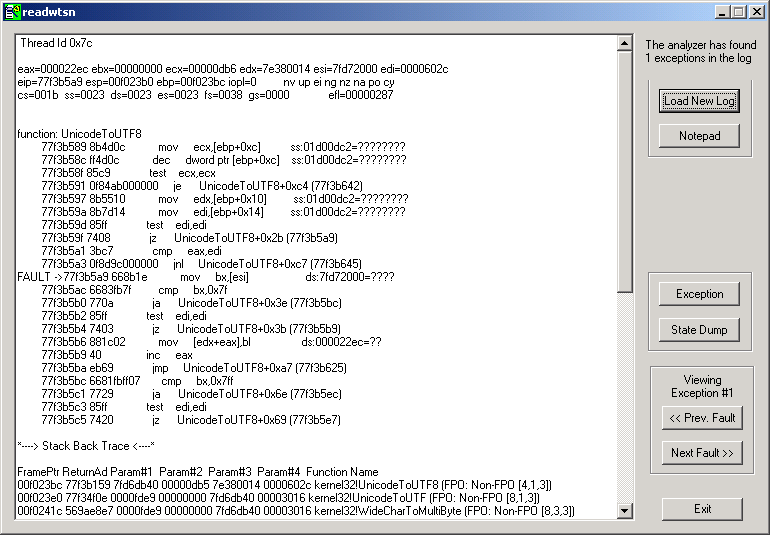 readwtsn
Thread Id 0x7c
eax=000022ec ebx=00000000 ecx=00000db6 edx=7e380014 esi=7fd72000 edi=0000602c
eip=77f3b5a9 esp=00f023b0 ebp=00f023bc iopl=0 nv up ei ng nz na po cy
cs=001b ss=0023 ds=0023 es=0023 fs=0038 gs=0000 efl=00000287
function: UnicodeToUTF8
77f3b589 8b4d0c mov ecx,[ebp+0xc] ss:01d00dc2=????????
77f3b58c ff4d0c dec dword ptr [ebp+0xc] ss:01d00dc2=????????
77f3b58f 85c9 test ecx,ecx
77f3b591 0f84ab000000 je UnicodeToUTF8+0xc4 (77f3b642)
77f3b597 8b5510 mov edx,[ebp+0x10] ss:01d00dc2=????????
77f3b59a 8b7d14 mov edi,[ebp+0x14] ss:01d00dc2=????????
77f3b59d 85ff test edi,edi
77f3b59f 7408 jz UnicodeToUTF8+0x2b (77f3b5a9)
77f3b5a1 3bc7 cmp eax,edi
77f3b5a3 0f8d9c000000 jnl UnicodeToUTF8+0xc7 (77f3b645)
FAULT ->77f3b5a9 668b1e mov bx,[esi] ds:7fd72000=????
77f3b5ac 6683fb7f cmp bx,0x7f
77f3b5b0 770a ja UnicodeToUTF8+0x3e (77f3b5bc)
77f3b5b2 85ff test edi,edi
77f3b5b4 7403 jz UnicodeToUTF8+0x3b (77f3b5b9)
77f3b5b6 881c02 mov [edx+eax],bl ds:000022ec=??
77f3b5b9 40 inc eax
77f3b5ba eb69 jmp UnicodeToUTF8+0xa7 (77f3b625)
77f3b5bc 6681fbff07 cmp bx,0x7ff
77f3b5c1 7729 ja UnicodeToUTF8+0x6e (77f3b5ec)
77f3b5c3 85ff test edi,edi
77f3b5c5 7420 jz UnicodeToUTF8+0x69 (77f3b5e7)
*----> Stack Back Trace <----*
FramePtr ReturnAd Param#1 Param#2 Param#3 Param#4 Function Name
00f023bc 77f3b159 7fd6db40 00000db5 7e380014 0000602c kernel32!UnicodeToUTF8 (FPO: Non-FPO [4,1,3])
00f023e0 77f34f0e 0000fde9 00000000 7fd6db40 00003016 kernel32!UnicodeToUTF (FPO: Non-FPO [8,1,3])
00f0241c 569ae8e7 0000fde9 00000000 7fd6db40 00003016 kernel32!WideCharToMultiByte (FPO: Non-FPO [8,3,3])
The analyzer has found
1 exceptions in the log
Load New Log
Notepad
Exception
State Dump
Viewing
Exception #1
<< Prev. Fault
Next Fault >>
Exit